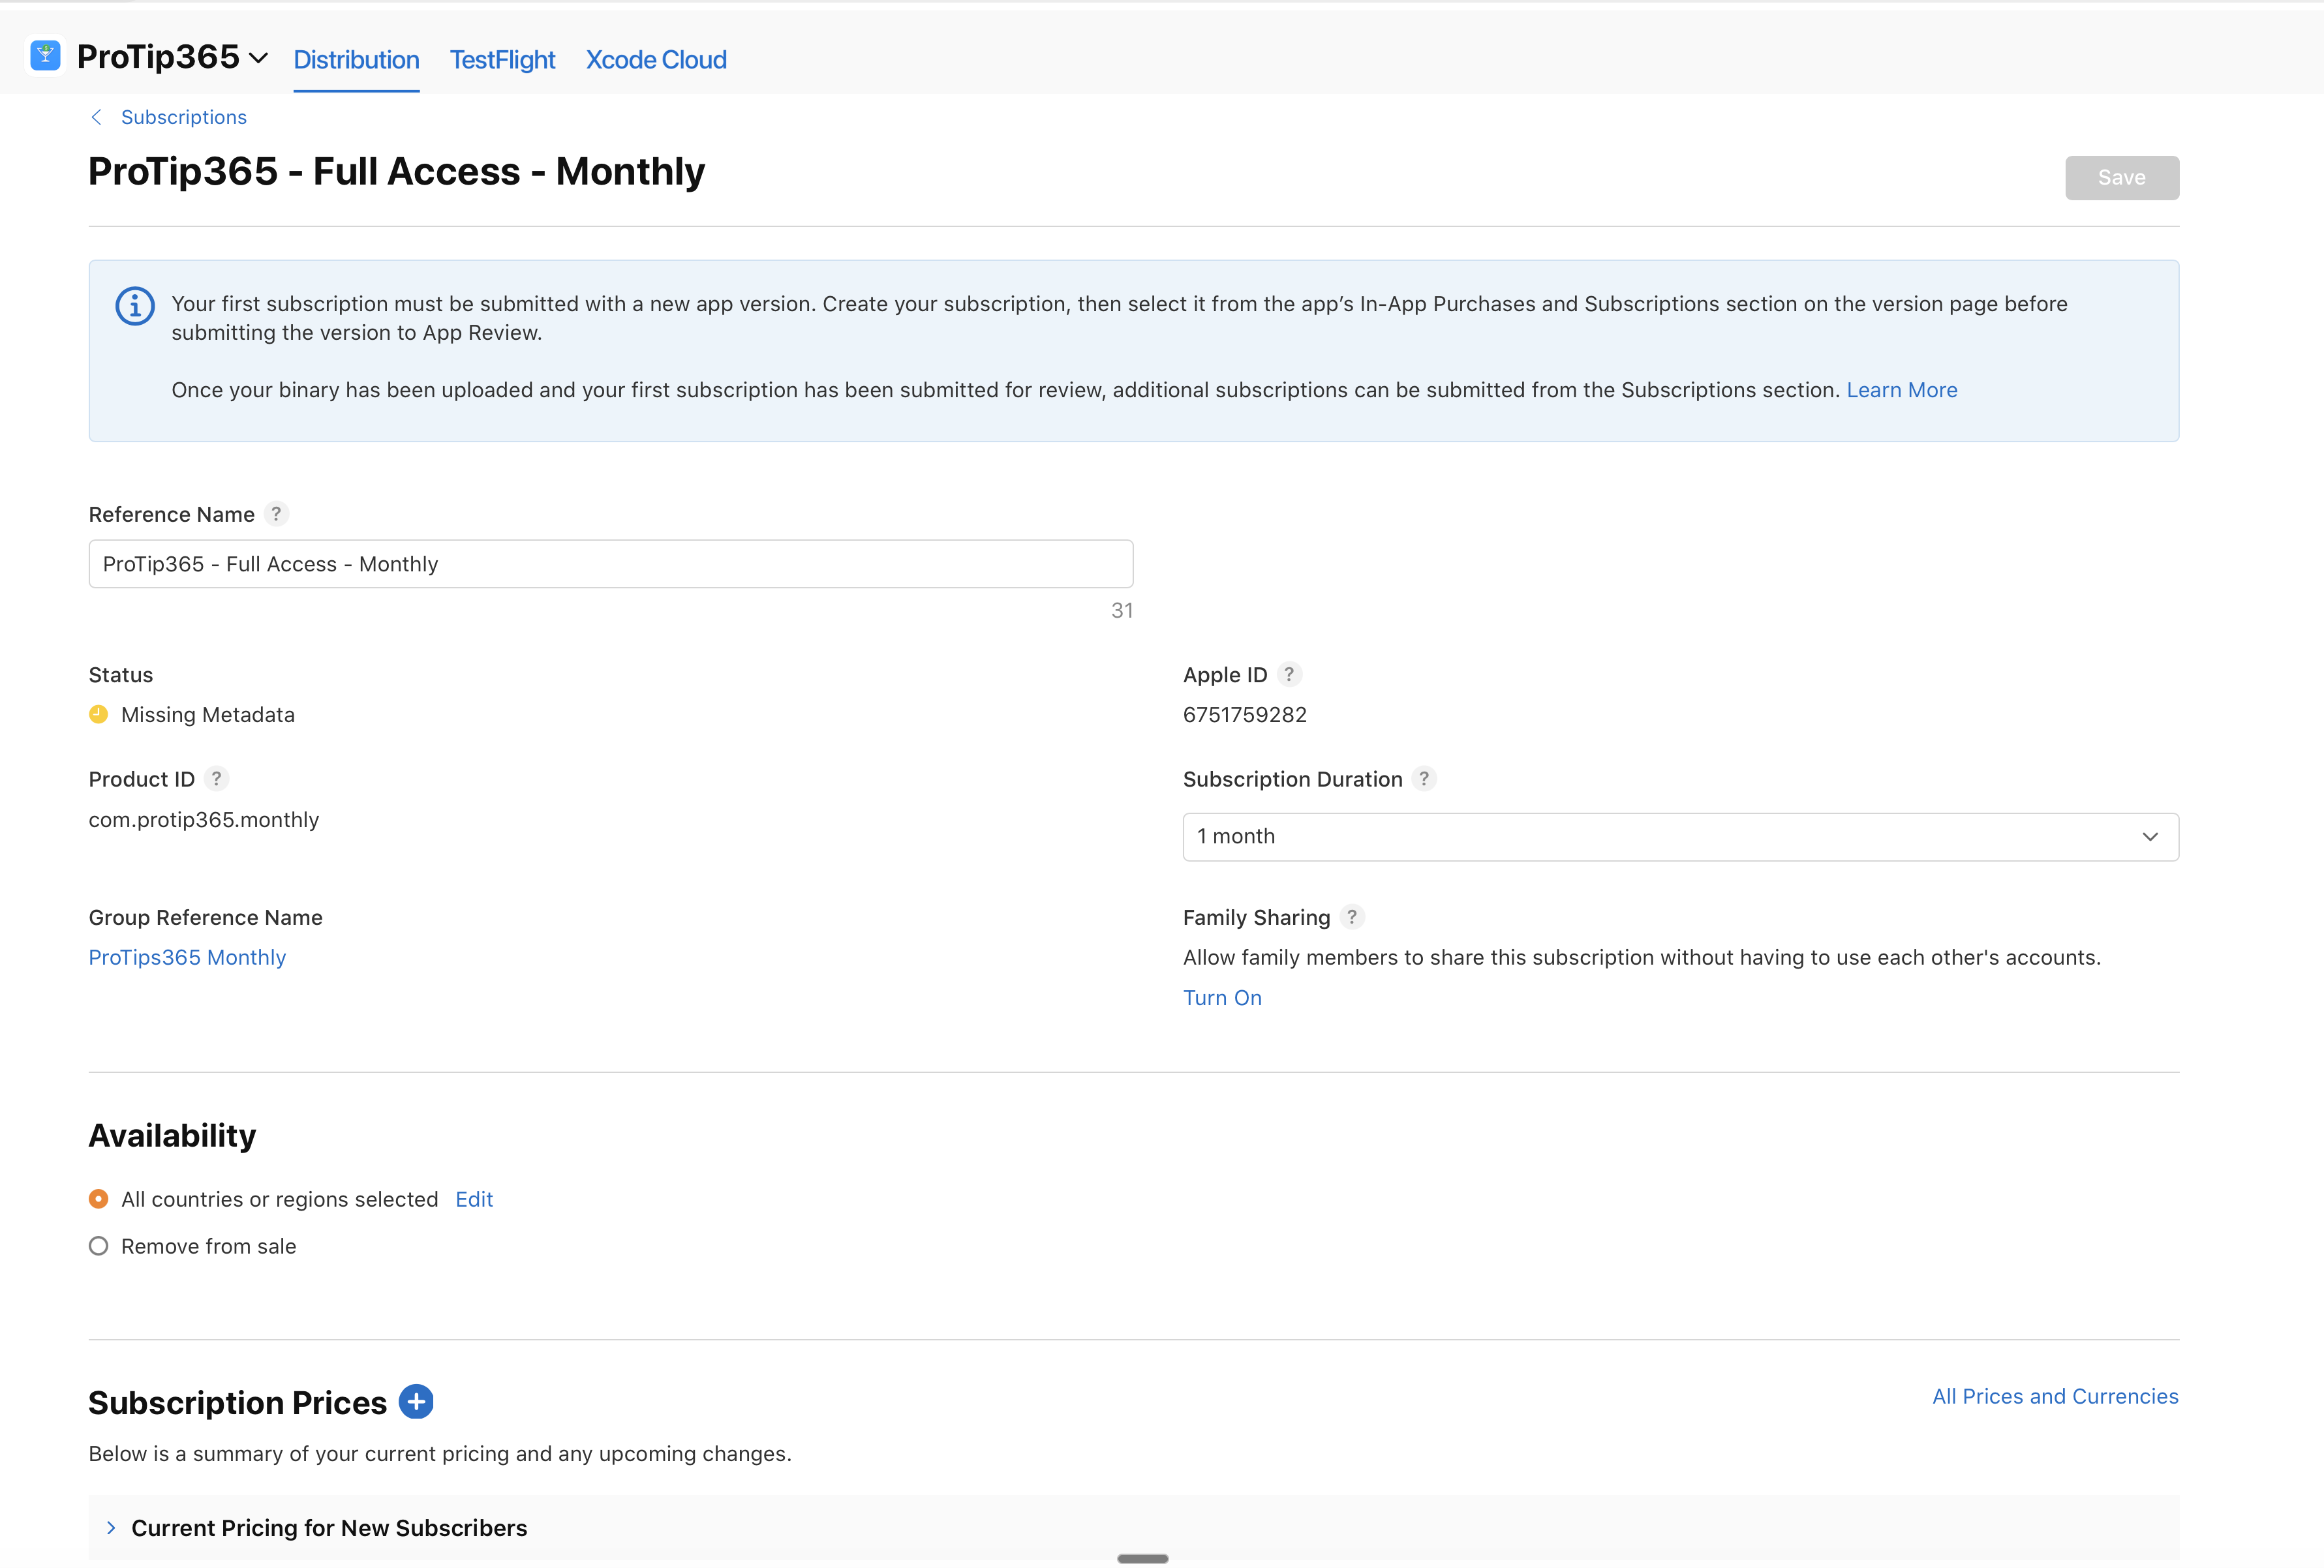 ProTip365
Distribution
TestFlight
Xcode Cloud
Subscriptions
ProTip365 - Full Access - Monthly
Save
Your first subscription must be submitted with a new app version. Create your subscription, then select it from the app’s In-App Purchases and Subscriptions section on the version page before
submitting the version to App Review.
Once your binary has been uploaded and your first subscription has been submitted for review, additional subscriptions can be submitted from the Subscriptions section. Learn More
Reference Name ?
ProTip365 - Full Access - Monthly
31
Status
Missing Metadata
Apple ID ?
6751759282
Product ID ?
com.protip365.monthly
Subscription Duration ?
1 month
Group Reference Name
ProTips365 Monthly
Family Sharing ?
Allow family members to share this subscription without having to use each other's accounts.
Turn On
Availability
All countries or regions selected Edit
Remove from sale
Subscription Prices
All Prices and Currencies
Below is a summary of your current pricing and any upcoming changes.
Current Pricing for New Subscribers